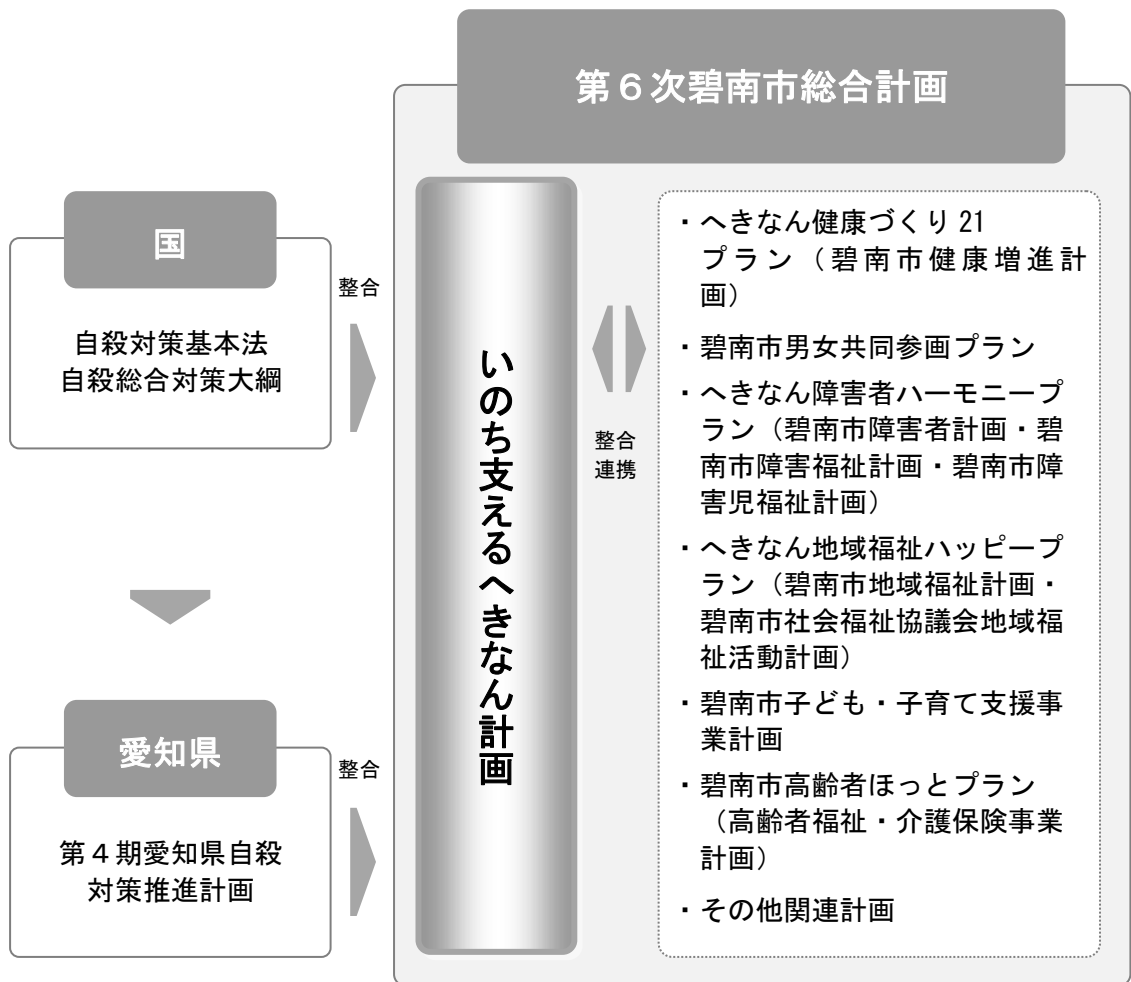 第６次碧南市総合計画
国
自殺対策基本法
自殺総合対策大綱
整合
愛知県
第４期愛知県自殺
対策推進計画
整合
いのち支えるへきなん計画
整合
連携
・へきなん健康づくり 21
プラン（碧南市健康増進計
画）
・碧南市男女共同参画プラン
・へきなん障害者ハーモニープ
ラン（碧南市障害者計画・碧
南市障害福祉計画・碧南市障
害児福祉計画）
・へきなん地域福祉ハッピープ
ラン（碧南市地域福祉計画・
碧南市社会福祉協議会地域福
祉活動計画）
・碧南市子ども・子育て支援事
業計画
・碧南市高齢者ほっとプラン
（高齢者福祉・介護保険事業
計画）
・その他関連計画